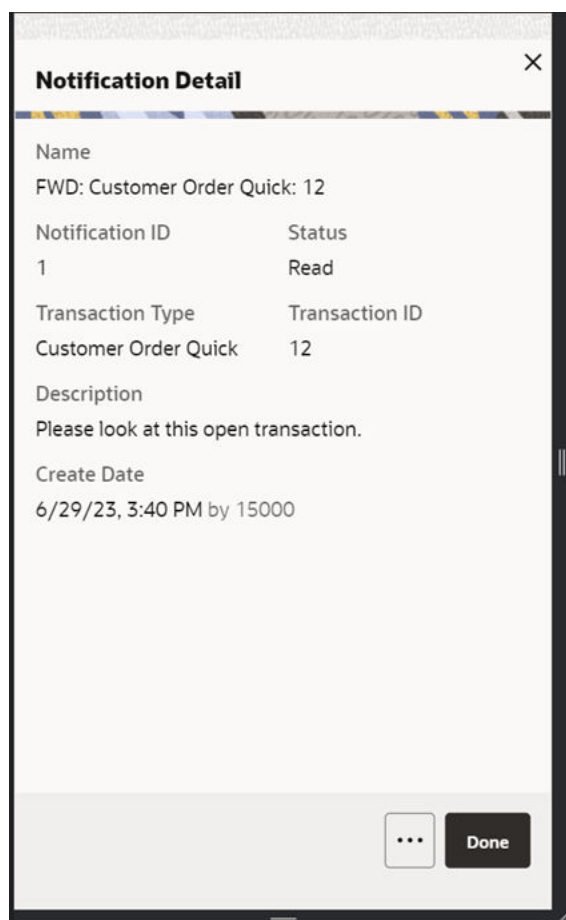 Notification Detail
Name
FWD: Customer Order Quick: 12
Notification ID
Status
1
Read
Transaction Type
Transaction ID
Customer Order Quick
12
Description
Please look at this open transaction.
Create Date
6/29/23, 3:40 PM by 15000
Done